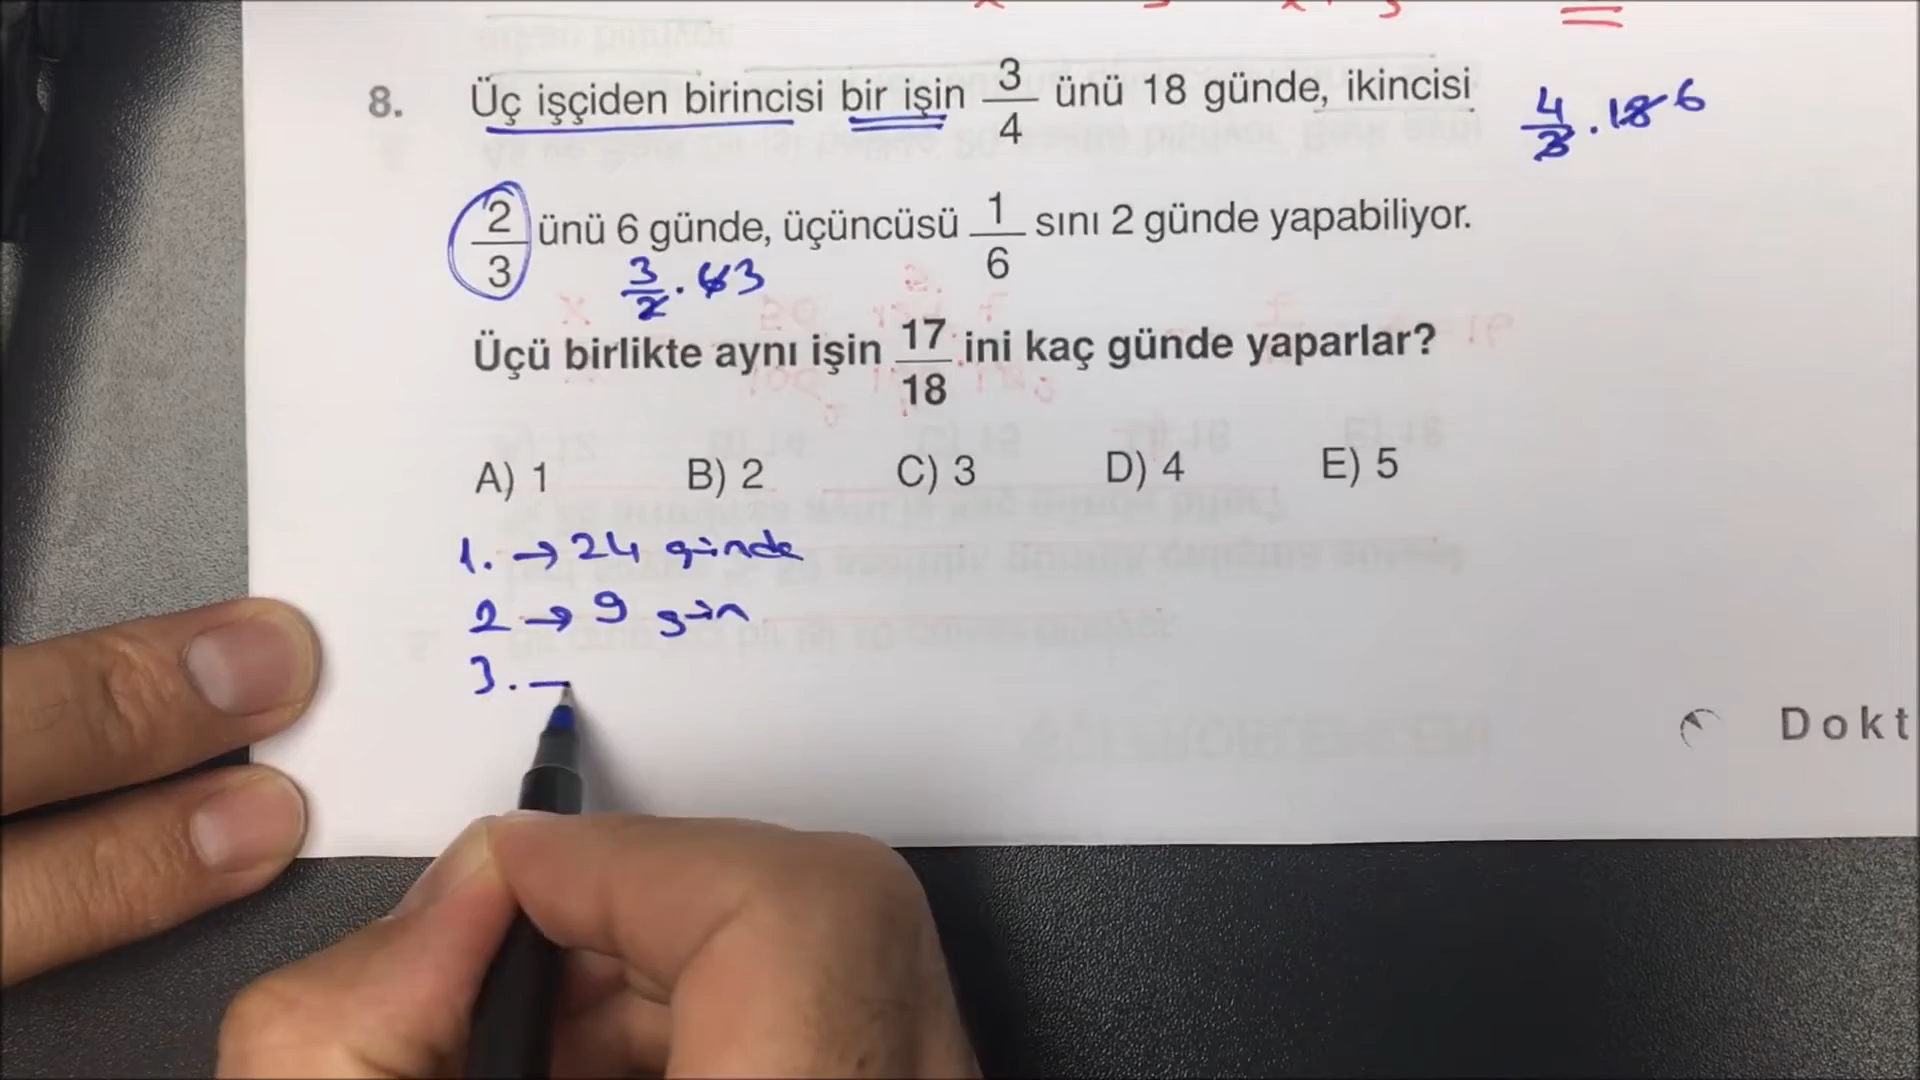 8. Üç işçiden birincisi bir işin 3/4 ünü 18 günde, ikincisi
4/3 . 18 6
2/3 ünü 6 günde, üçüncüsü 1/6 sını 2 günde yapabiliyor.
3/2 . 6 3
Üçü birlikte aynı işin 17/18 ini kaç günde yaparlar?
A) 1 B) 2 C) 3 D) 4 E) 5
1. → 24 günde
2 → 9 gün
3. —
Dokt